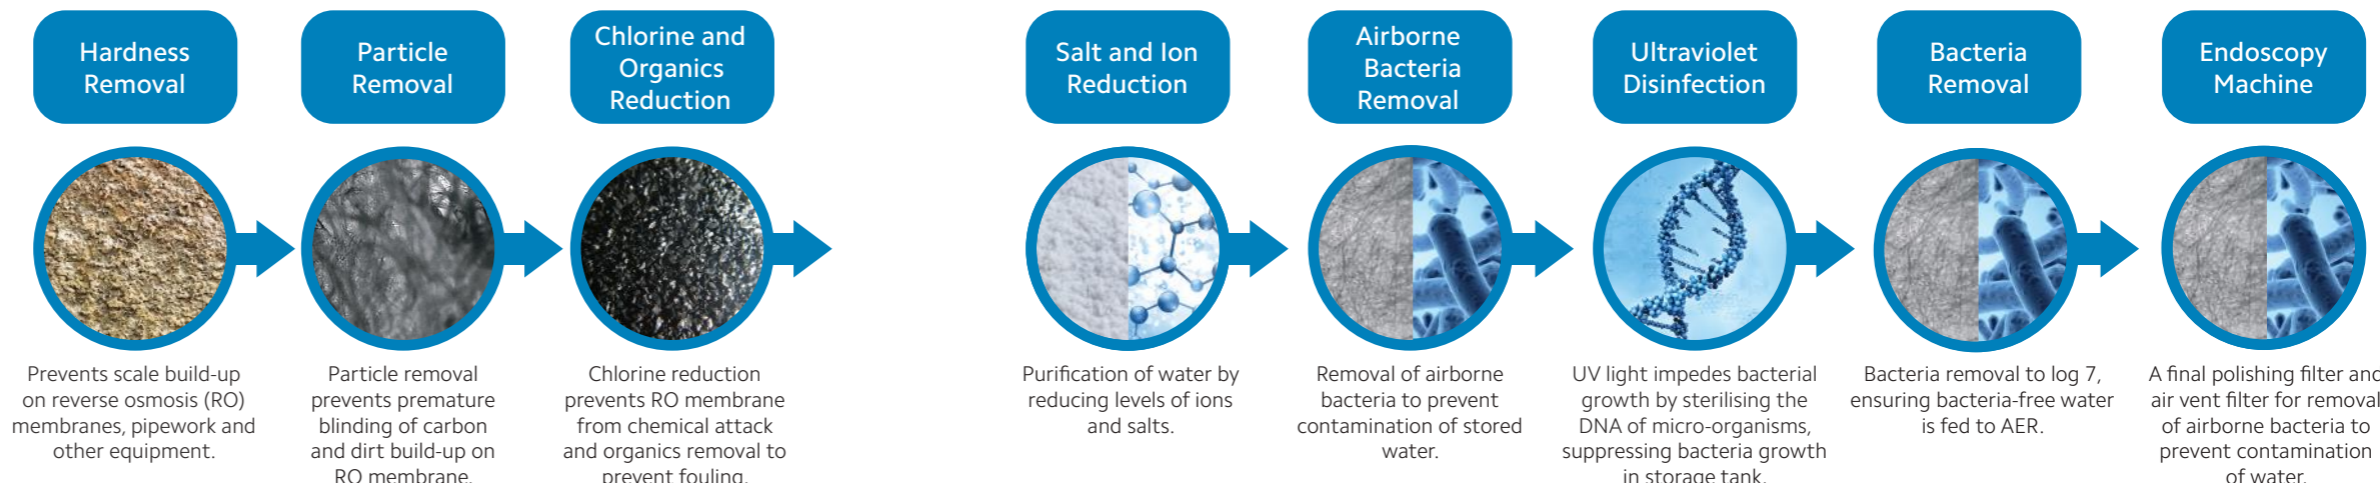 Hardness
Removal
Particle
Removal
Chlorine and
Organics
Reduction
Salt and Ion
Reduction
Airborne
Bacteria
Removal
Ultraviolet
Disinfection
Bacteria
Removal
Endoscopy
Machine
Prevents scale build-up
on reverse osmosis (RO)
membranes, pipework and
other equipment.
Particle removal
prevents premature
blinding of carbon
and dirt build-up on
RO membrane.
Chlorine reduction
prevents RO membrane
from chemical attack
and organics removal to
prevent fouling.
Purification of water by
reducing levels of ions
and salts.
Removal of airborne
bacteria to prevent
contamination of stored
water.
UV light impedes bacterial
growth by sterilising the
DNA of micro-organisms,
suppressing bacteria growth
in storage tank.
Bacteria removal to log 7,
ensuring bacteria-free water
is fed to AER.
A final polishing filter and
air vent filter for removal
of airborne bacteria to
prevent contamination
of water.